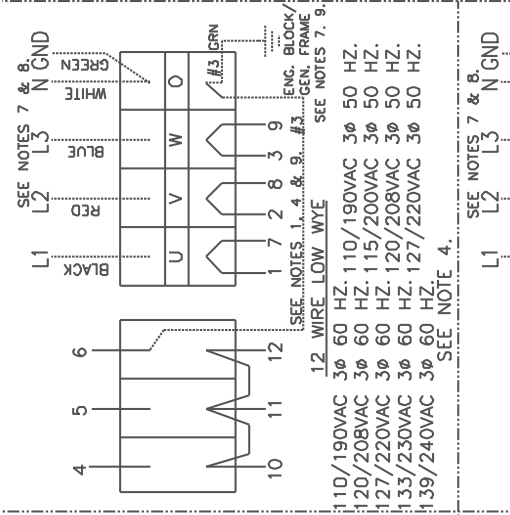 SEE NOTES 7 & 8.
L1 L2 L3 N GND
BLACK RED BLUE WHITE GREEN
4 5 6
U V W O
#3 GRN
1 7 2 8 3 9
10 11 12
#3
ENG. BLOCK/
GEN. FRAME
SEE NOTES 1, 4 & 9.
SEE NOTES 7. 9.
12 WIRE LOW WYE
110/190VAC 3Ø 60 HZ. 110/190VAC 3Ø 50 HZ.
120/208VAC 3Ø 60 HZ. 115/200VAC 3Ø 50 HZ.
127/220VAC 3Ø 60 HZ. 120/208VAC 3Ø 50 HZ.
133/230VAC 3Ø 60 HZ. 127/220VAC 3Ø 50 HZ.
139/240VAC 3Ø 60 HZ.
SEE NOTE 4.
SEE NOTES 7 & 8.
L1 L2 L3 N GND